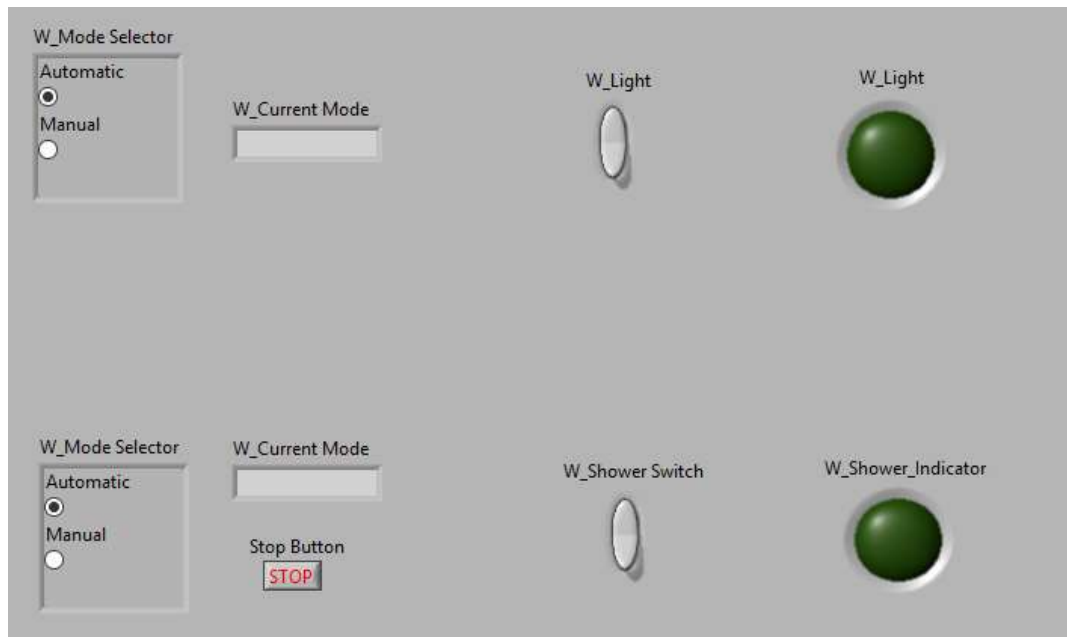 W_Mode Selector
Automatic
Manual
W_Current Mode
W_Light
W_Light
W_Mode Selector
Automatic
Manual
W_Current Mode
Stop Button
STOP
W_Shower Switch
W_Shower_Indicator